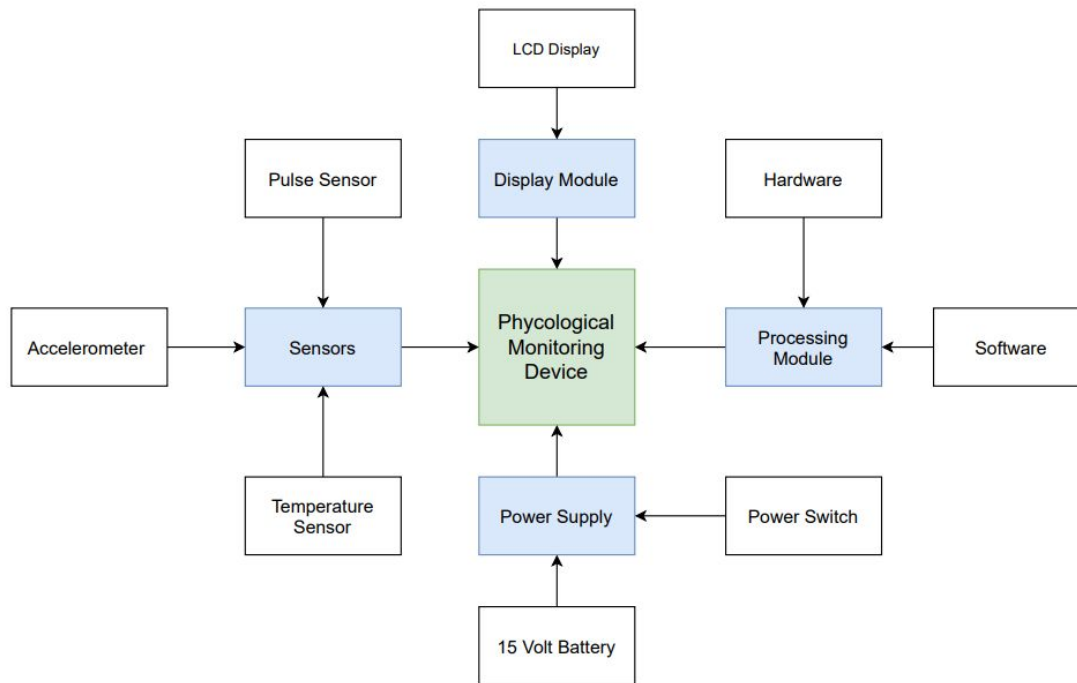 LCD Display
Pulse Sensor
Display Module
Hardware
Accelerometer
Sensors
Phycological
Monitoring
Device
Processing
Module
Software
Temperature
Sensor
Power Supply
Power Switch
15 Volt Battery